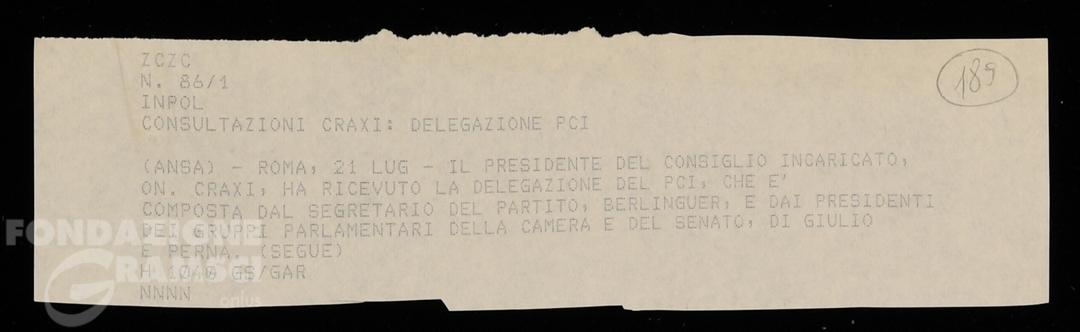 ZCZC
N. 86/1
INPOL
CONSULTAZIONI CRAXI: DELEGAZIONE PCI
(ANSA) - ROMA, 21 LUG - IL PRESIDENTE DEL CONSIGLIO INCARICATO,
ON. CRAXI, HA RICEVUTO LA DELEGAZIONE DEL PCI, CHE E'
COMPOSTA DAL SEGRETARIO DEL PARTITO, BERLINGUER, E DAI PRESIDENTI
DEI GRUPPI PARLAMENTARI DELLA CAMERA E DEL SENATO, DI GIULIO
E PERNA. (SEGUE)
H 1040 GS/GAR
NNNN
189
FONDAZIONE
GRAMSCI
onlus